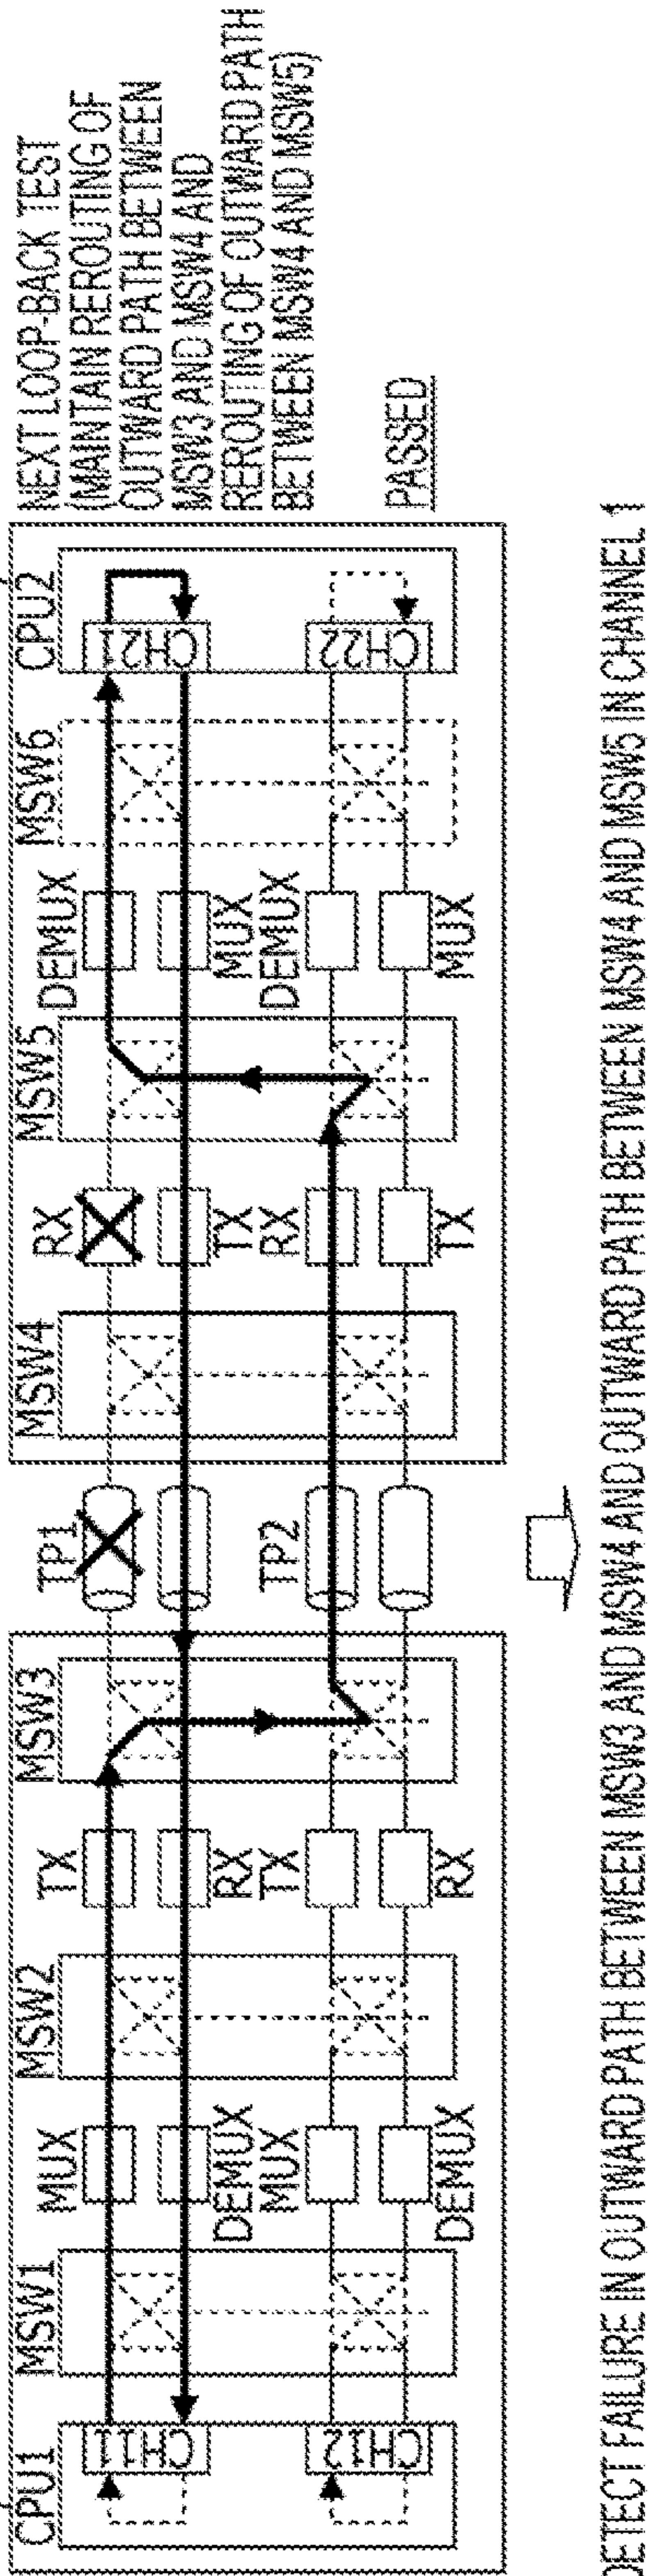 NEXT LOOP-BACK TEST
(MAINTAIN REROUTING OF
OUTWARD PATH BETWEEN
MSW3 AND MSW4 AND
REROUTING OF OUTWARD PATH
BETWEEN MSW4 AND MSW5)
PASSED
CPU1
MSW1
MSW2
MSW3
MSW4
MSW5
MSW6
CPU2
MUX
TX
TP1
RX
DEMUX
CH11
CH21
DEMUX
RX
TX
MUX
MUX
TX
TP2
RX
DEMUX
CH12
CH22
DEMUX
RX
TX
MUX
DETECT FAILURE IN OUTWARD PATH BETWEEN MSW3 AND MSW4 AND OUTWARD PATH BETWEEN MSW4 AND MSW5 IN CHANNEL 1